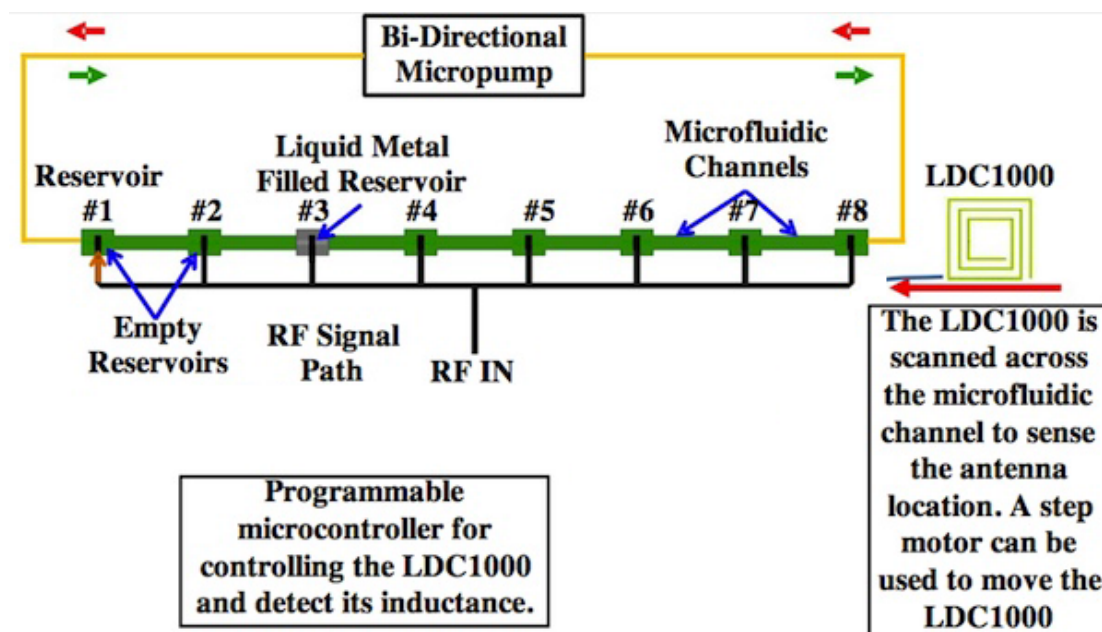 Bi-Directional
Micropump
Microfluidic
Channels
Liquid Metal
Filled Reservoir
Reservoir
LDC1000
#1 #2 #3 #4 #5 #6 #7 #8
Empty
Reservoirs
RF Signal
Path
RF IN
The LDC1000 is
scanned across
the microfluidic
channel to sense
the antenna
location. A step
motor can be
used to move the
LDC1000
Programmable
microcontroller for
controlling the LDC1000
and detect its inductance.